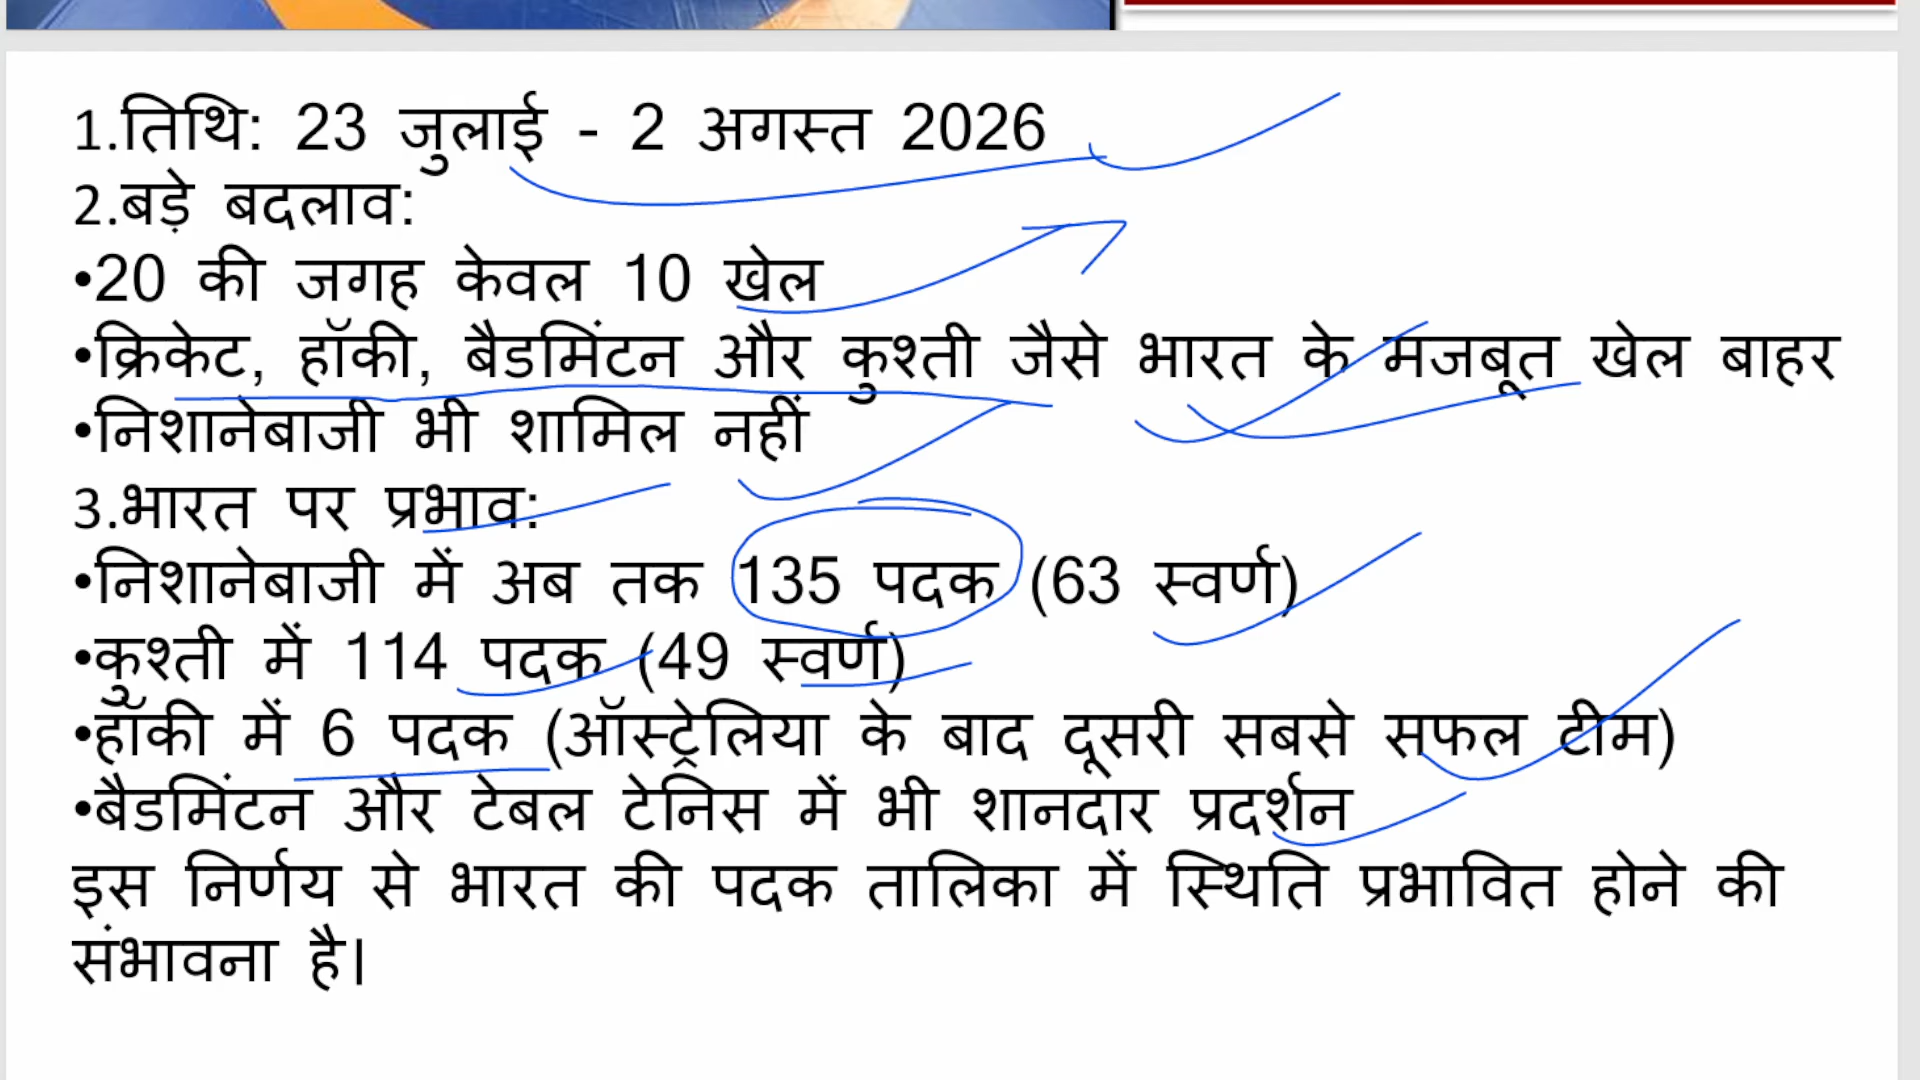 1.तिथि: 23 जुलाई - 2 अगस्त 2026
2.बड़े बदलाव:
•20 की जगह केवल 10 खेल
•क्रिकेट, हॉकी, बैडमिंटन और कुश्ती जैसे भारत के मजबूत खेल बाहर
•निशानेबाजी भी शामिल नहीं
3.भारत पर प्रभाव:
•निशानेबाजी में अब तक 135 पदक (63 स्वर्ण)
•कुश्ती में 114 पदक (49 स्वर्ण)
•हॉकी में 6 पदक (ऑस्ट्रेलिया के बाद दूसरी सबसे सफल टीम)
•बैडमिंटन और टेबल टेनिस में भी शानदार प्रदर्शन
इस निर्णय से भारत की पदक तालिका में स्थिति प्रभावित होने की
संभावना है।